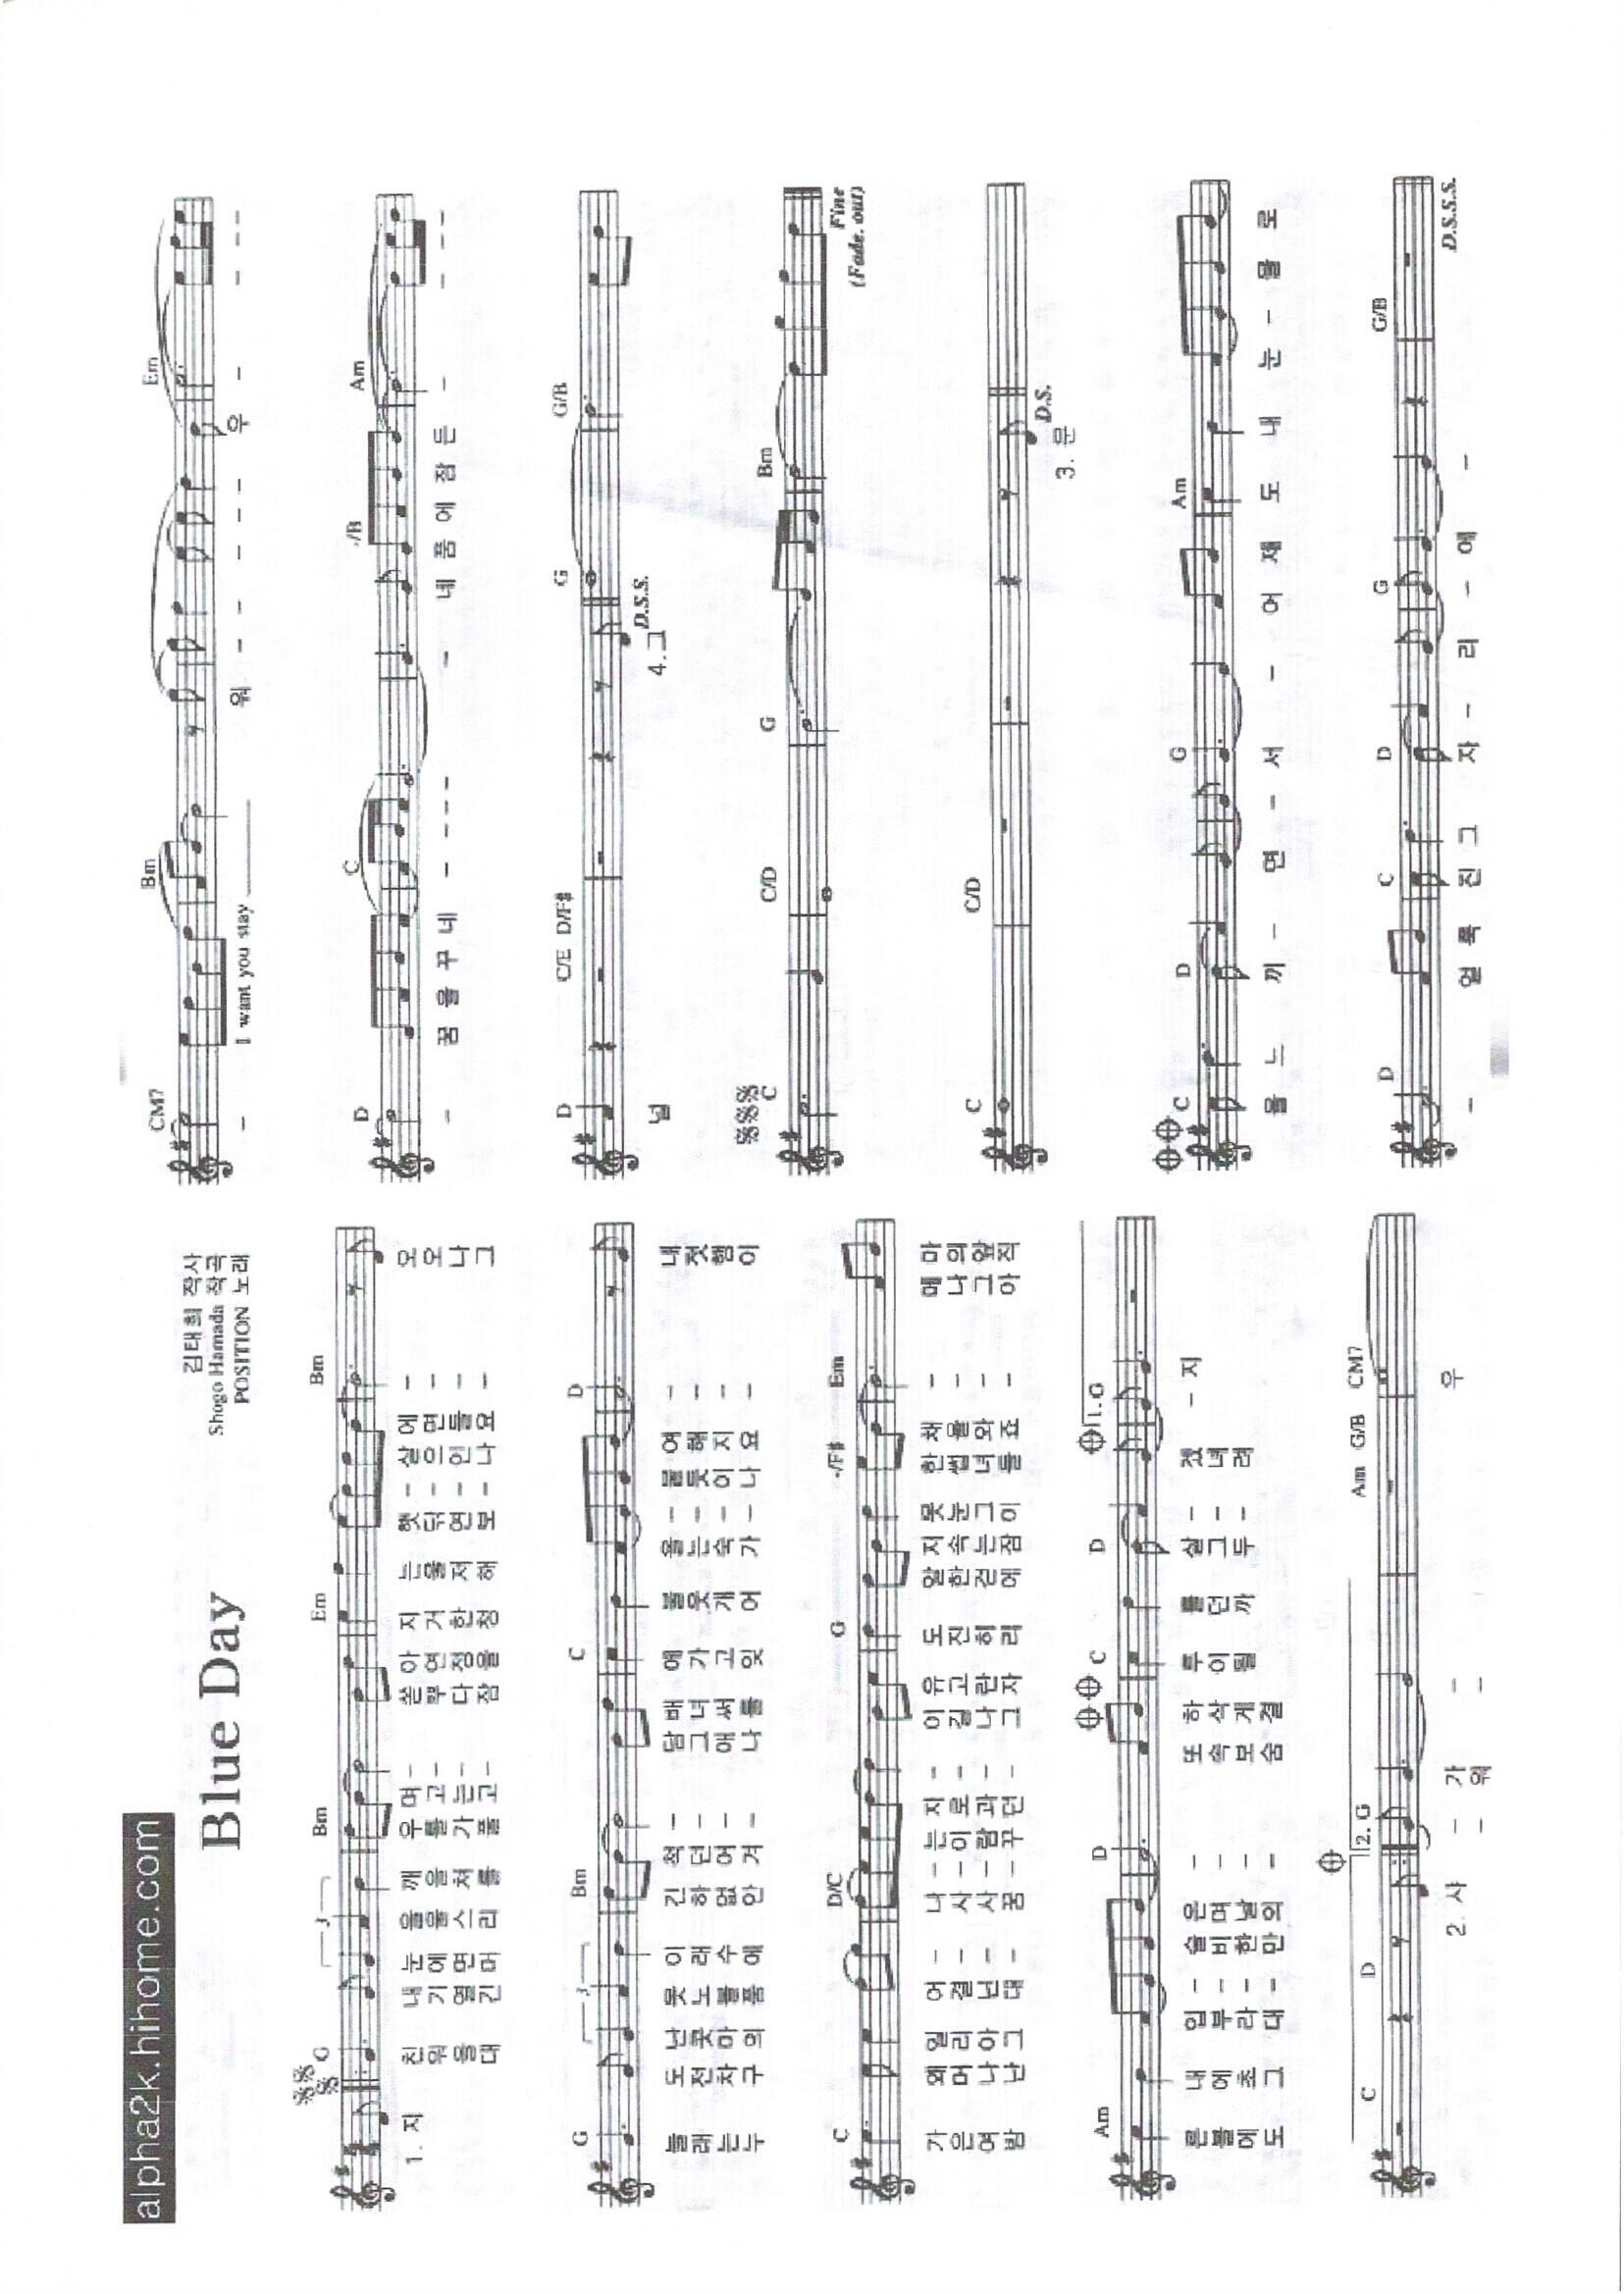 alpha2k.hihome.com
Blue Day
김태희 작사
Shogo Hamada 작곡
POSITION 노래
G 3 Bm Em Bm
1. 지 친 내 눈 을 깨 우 며 - 쏟 아 지 는 햇 - 살 에 - 오
워 기 에 울 음 를 고 - 뿌 연 거 울 닦 - 으 면 - 오
을 열 면 스 쳐 가 는 - 다 정 한 저 연 - 인 들 - 나
대 긴 머 리 를 풀 고 - 잠 을 청 해 보 - 나 요 - 그
G 3 Bm C D
늘 도 난 못 이 긴 척 - 담 배 에 불 을 - 붙 여 - 내
래 전 못 노 래 하 던 - 그 녀 가 웃 는 - 듯 해 - 젖
는 차 마 볼 수 없 어 - 애 써 고 개 숙 - 이 지 - 행
누 구 의 품 에 안 겨 - 나 를 잊 어 가 - 나 요 - 이
C D/C G -/F# Em
가 왜 일 어 - 나 - 는 지 - 이 유 도 알 지 못 한 채 - 메 마
은 머 리 결 - 사 - 이 로 - 길 고 진 한 속 눈 썹 을 - 나 의
여 나 아 닌 - 사 - 람 과 - 나 란 히 걷 는 그 녀 와 - 그 앞
밤 난 그 대 - 꿈 - 꾸 던 - 그 자 리 에 잠 이 들 죠 - 아 직
Am D C D 1. G
른 내 입 - 술 은 - 또 하 루 를 살 - 겠 - 지
볼 에 부 - 비 며 - 속 삭 이 던 그 - 녀
에 초 라 - 한 날 - 보 게 될 까 두 - 려
도 그 대 - 만 의 - 숨 결
C D 2. G Am G/B CM7
2. 사 - 가 - 우
- 워 -
CM7 Bm Em
- I want you stay 워 - - - - - 우 - - - -
D C -/B Am
- 꿈 을 꾸 네 - - - - - 네 품 에 잠 든 - - - -
D C/E D/F# G G/B
널 4. 그 D.S.S.
C C/D G Bm
Fine
(Fade. out)
C C/D
3. 문 D.S.
C D G Am
을 느 끼 - 면 - 서 - 어 제 도 내 눈 - 물 로
D C D G G/B
- 얼 룩 진 그 자 - 리 - 에 - D.S.S.S.